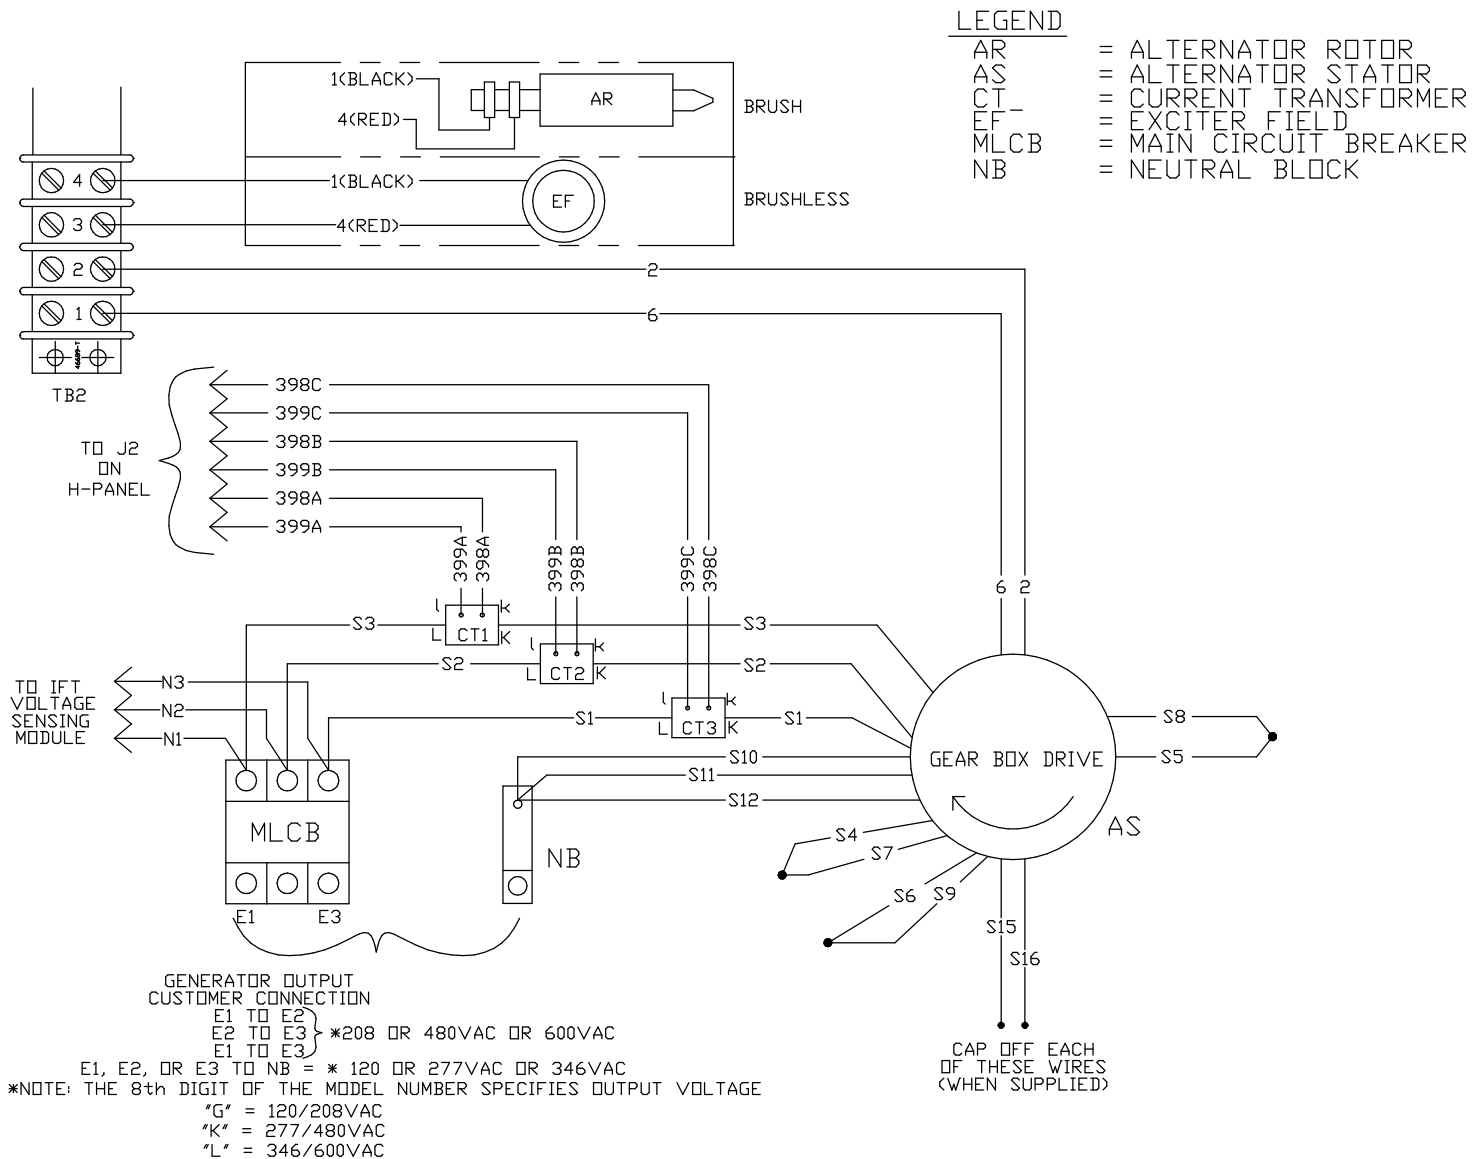 LEGEND
AR = ALTERNATOR ROTOR
AS = ALTERNATOR STATOR
CT_ = CURRENT TRANSFORMER
EF = EXCITER FIELD
MLCB = MAIN CIRCUIT BREAKER
NB = NEUTRAL BLOCK
1(BLACK)
AR
BRUSH
4(RED)
4
1(BLACK)
EF
BRUSHLESS
3
4(RED)
2
2
1
6
46689-T
TB2
398C
399C
TO J2
ON
H-PANEL
398B
399B
398A
399A
399A
398A
399B
398B
399C
398C
6 2
l k
S3
L CT1 K
S3
l k
S2
L CT2 K
S2
TO IFT
VOLTAGE
SENSING
MODULE
N3
N2
N1
l k
S1
L CT3 K
S1
S8
S10
GEAR BOX DRIVE
S5
S11
S12
MLCB
NB
AS
S4
S7
S6
S9
S15
S16
E1 E3
GENERATOR OUTPUT
CUSTOMER CONNECTION
E1 TO E2
E2 TO E3 *208 OR 480VAC OR 600VAC
E1 TO E3
E1, E2, OR E3 TO NB = * 120 OR 277VAC OR 346VAC
*NOTE: THE 8th DIGIT OF THE MODEL NUMBER SPECIFIES OUTPUT VOLTAGE
"G" = 120/208VAC
"K" = 277/480VAC
"L" = 346/600VAC
CAP OFF EACH
OF THESE WIRES
(WHEN SUPPLIED)